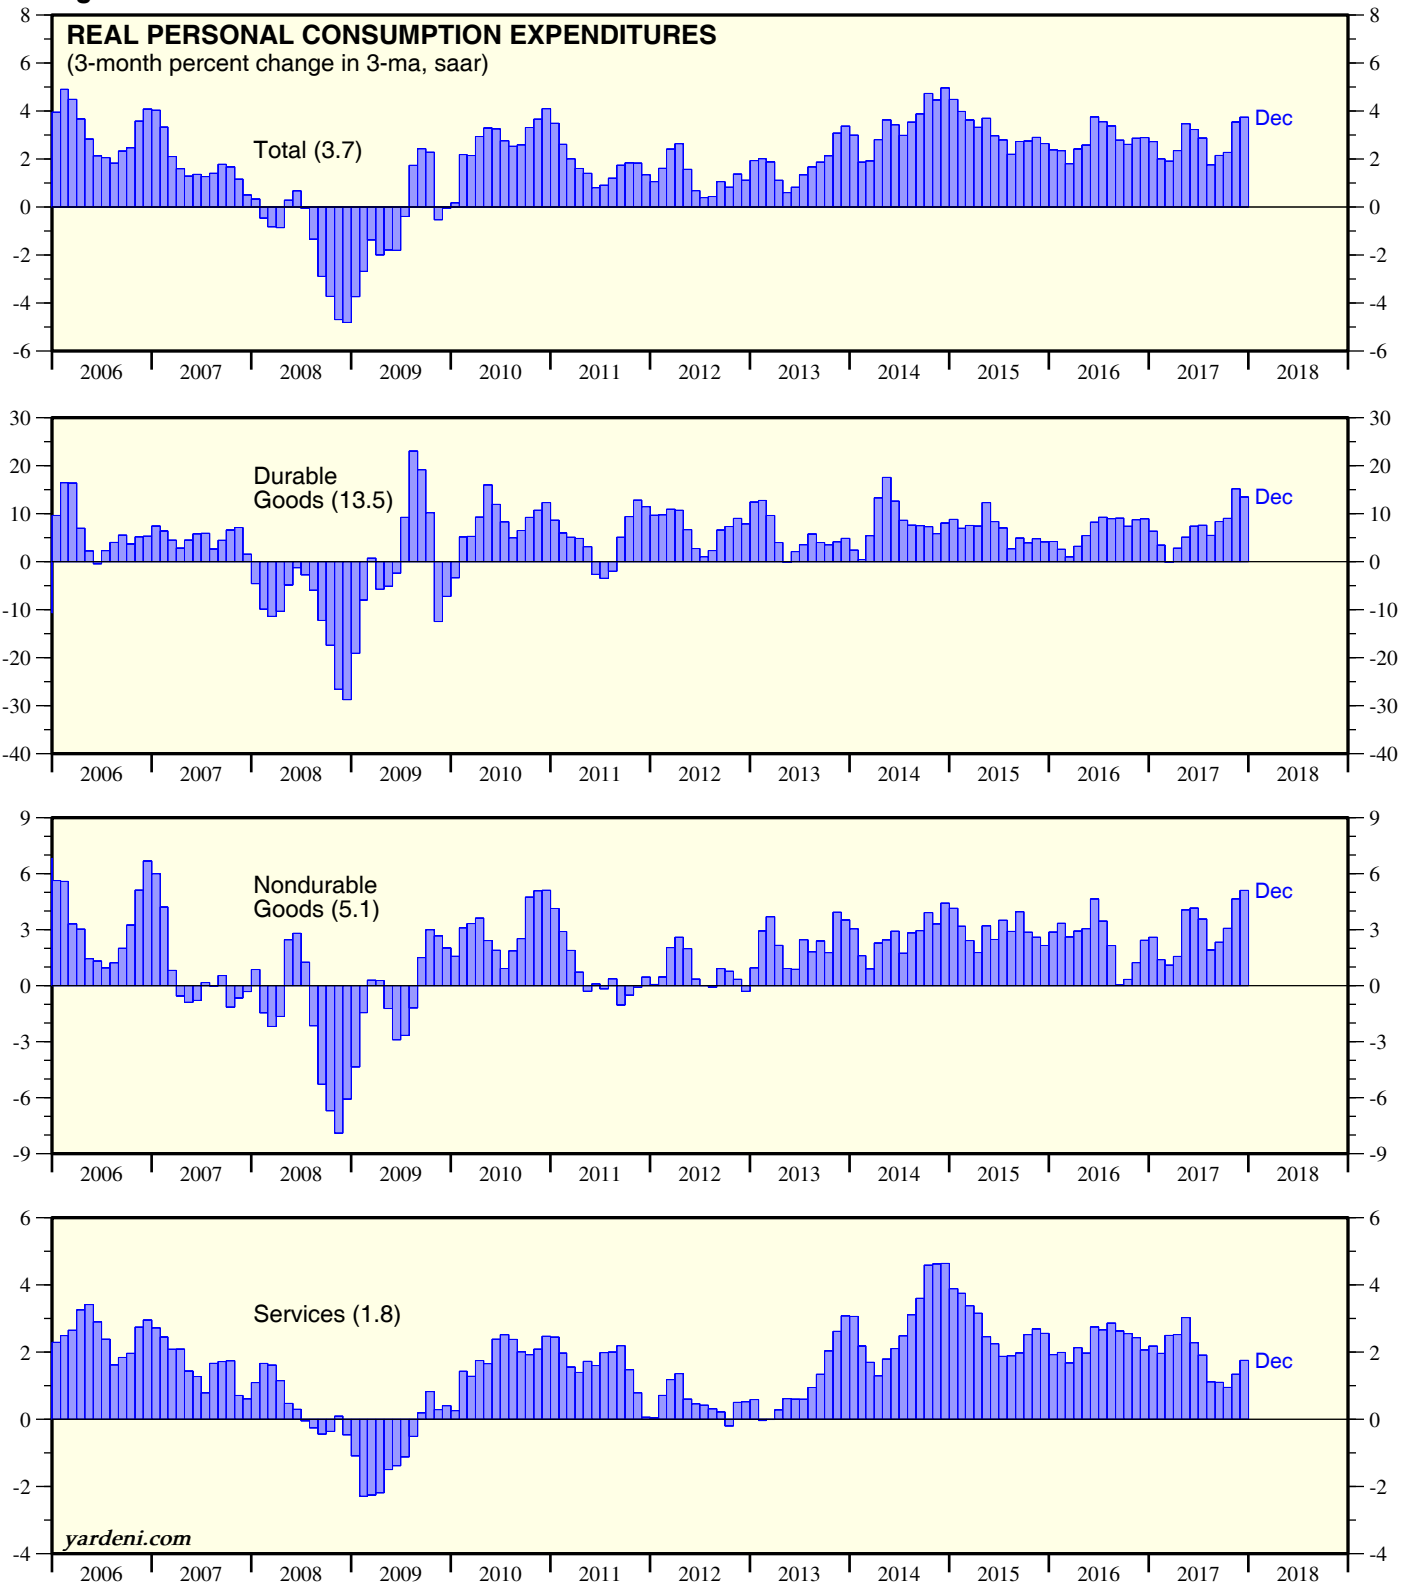 REAL PERSONAL CONSUMPTION EXPENDITURES
(3-month percent change in 3-ma, saar)
Total (3.7)
Dec
8 8
6 6
4 4
2 2
0 0
-2 -2
-4 -4
-6 -6
2006 2007 2008 2009 2010 2011 2012 2013 2014 2015 2016 2017 2018
Durable
Goods (13.5)
Dec
30 30
20 20
10 10
0 0
-10 -10
-20 -20
-30 -30
-40 -40
2006 2007 2008 2009 2010 2011 2012 2013 2014 2015 2016 2017 2018
Nondurable
Goods (5.1)
Dec
9 9
6 6
3 3
0 0
-3 -3
-6 -6
-9 -9
2006 2007 2008 2009 2010 2011 2012 2013 2014 2015 2016 2017 2018
Services (1.8)
Dec
6 6
4 4
2 2
0 0
-2 -2
-4 -4
yardeni.com
2006 2007 2008 2009 2010 2011 2012 2013 2014 2015 2016 2017 2018